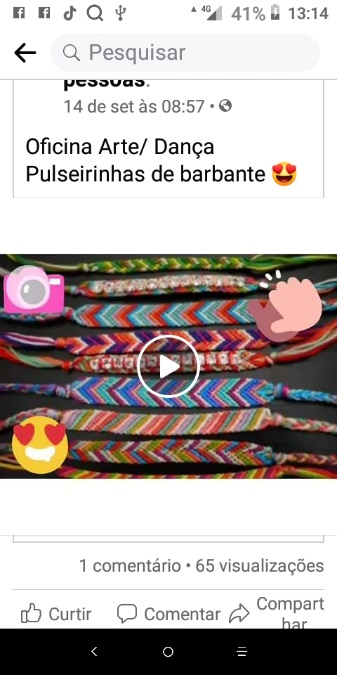 4G 41% 13:14
Pesquisar
pessoas.
14 de set às 08:57 •
Oficina Arte/ Dança
Pulseirinhas de barbante 😍
1 comentário • 65 visualizações
Curtir Comentar Compart
har